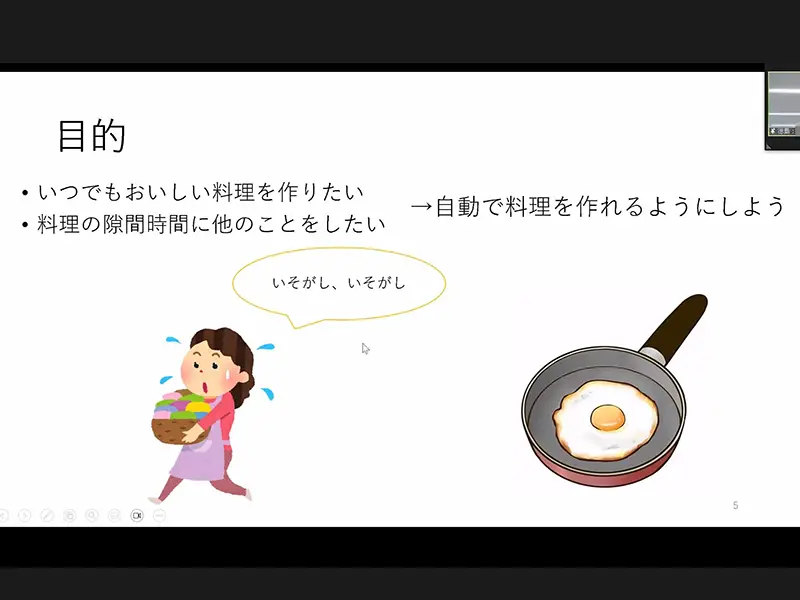 目的
• いつでもおいしい料理を作りたい
• 料理の隙間時間に他のことをしたい
→自動で料理を作れるようにしよう
いそがし、いそがし
5